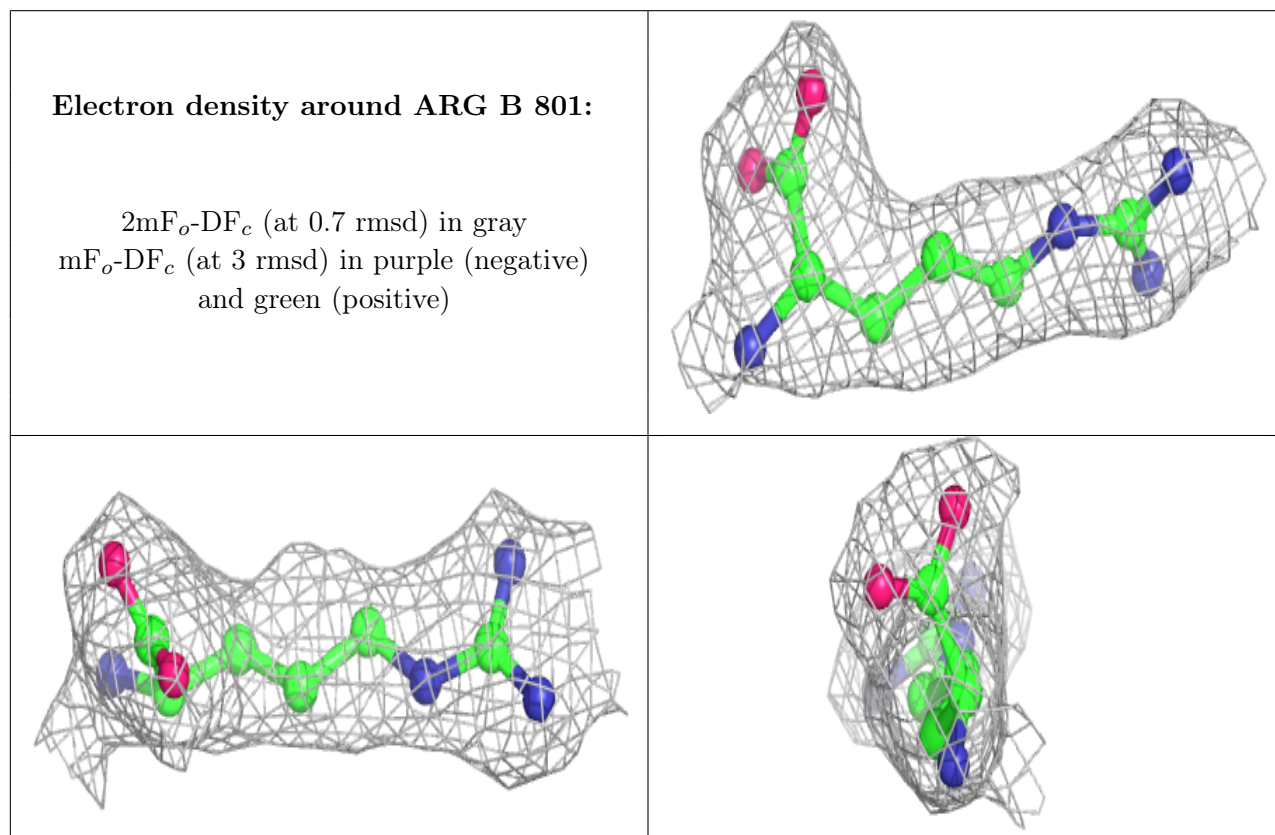 Electron density around ARG B 801:
2mFo-DFc (at 0.7 rmsd) in gray
mFo-DFc (at 3 rmsd) in purple (negative)
and green (positive)